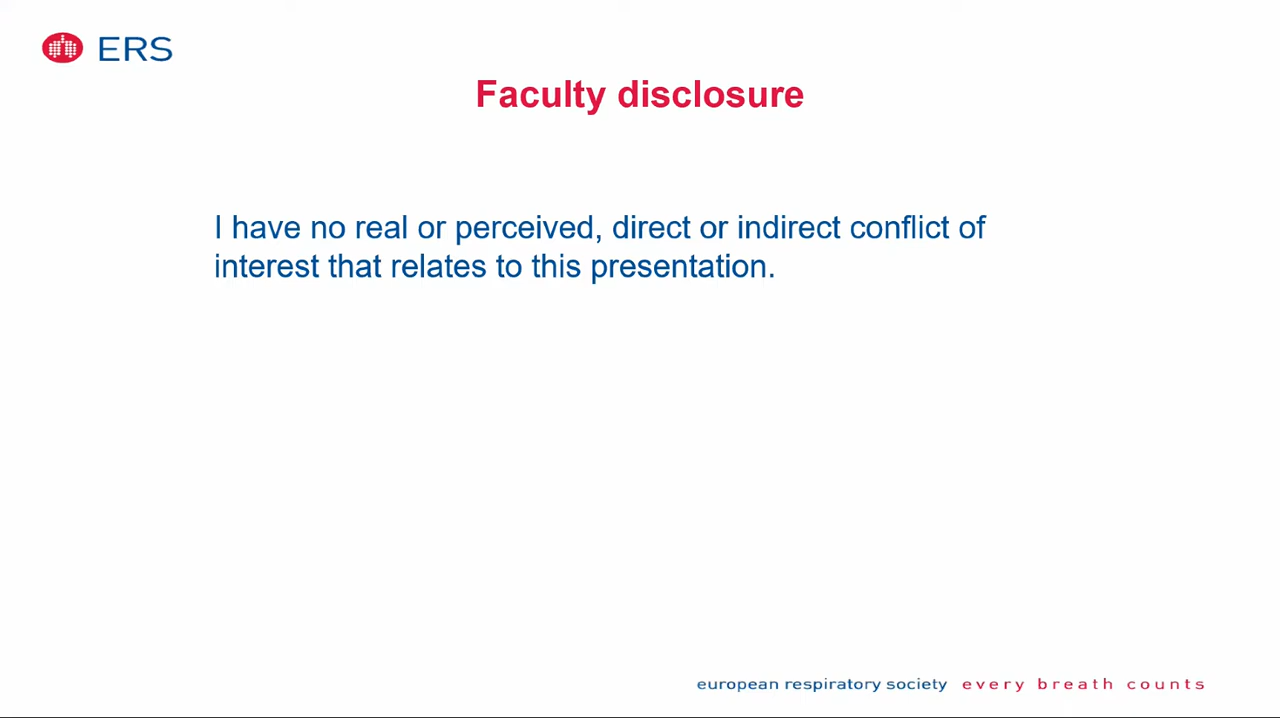 ERS
Faculty disclosure
I have no real or perceived, direct or indirect conflict of
interest that relates to this presentation.
european respiratory society every breath counts